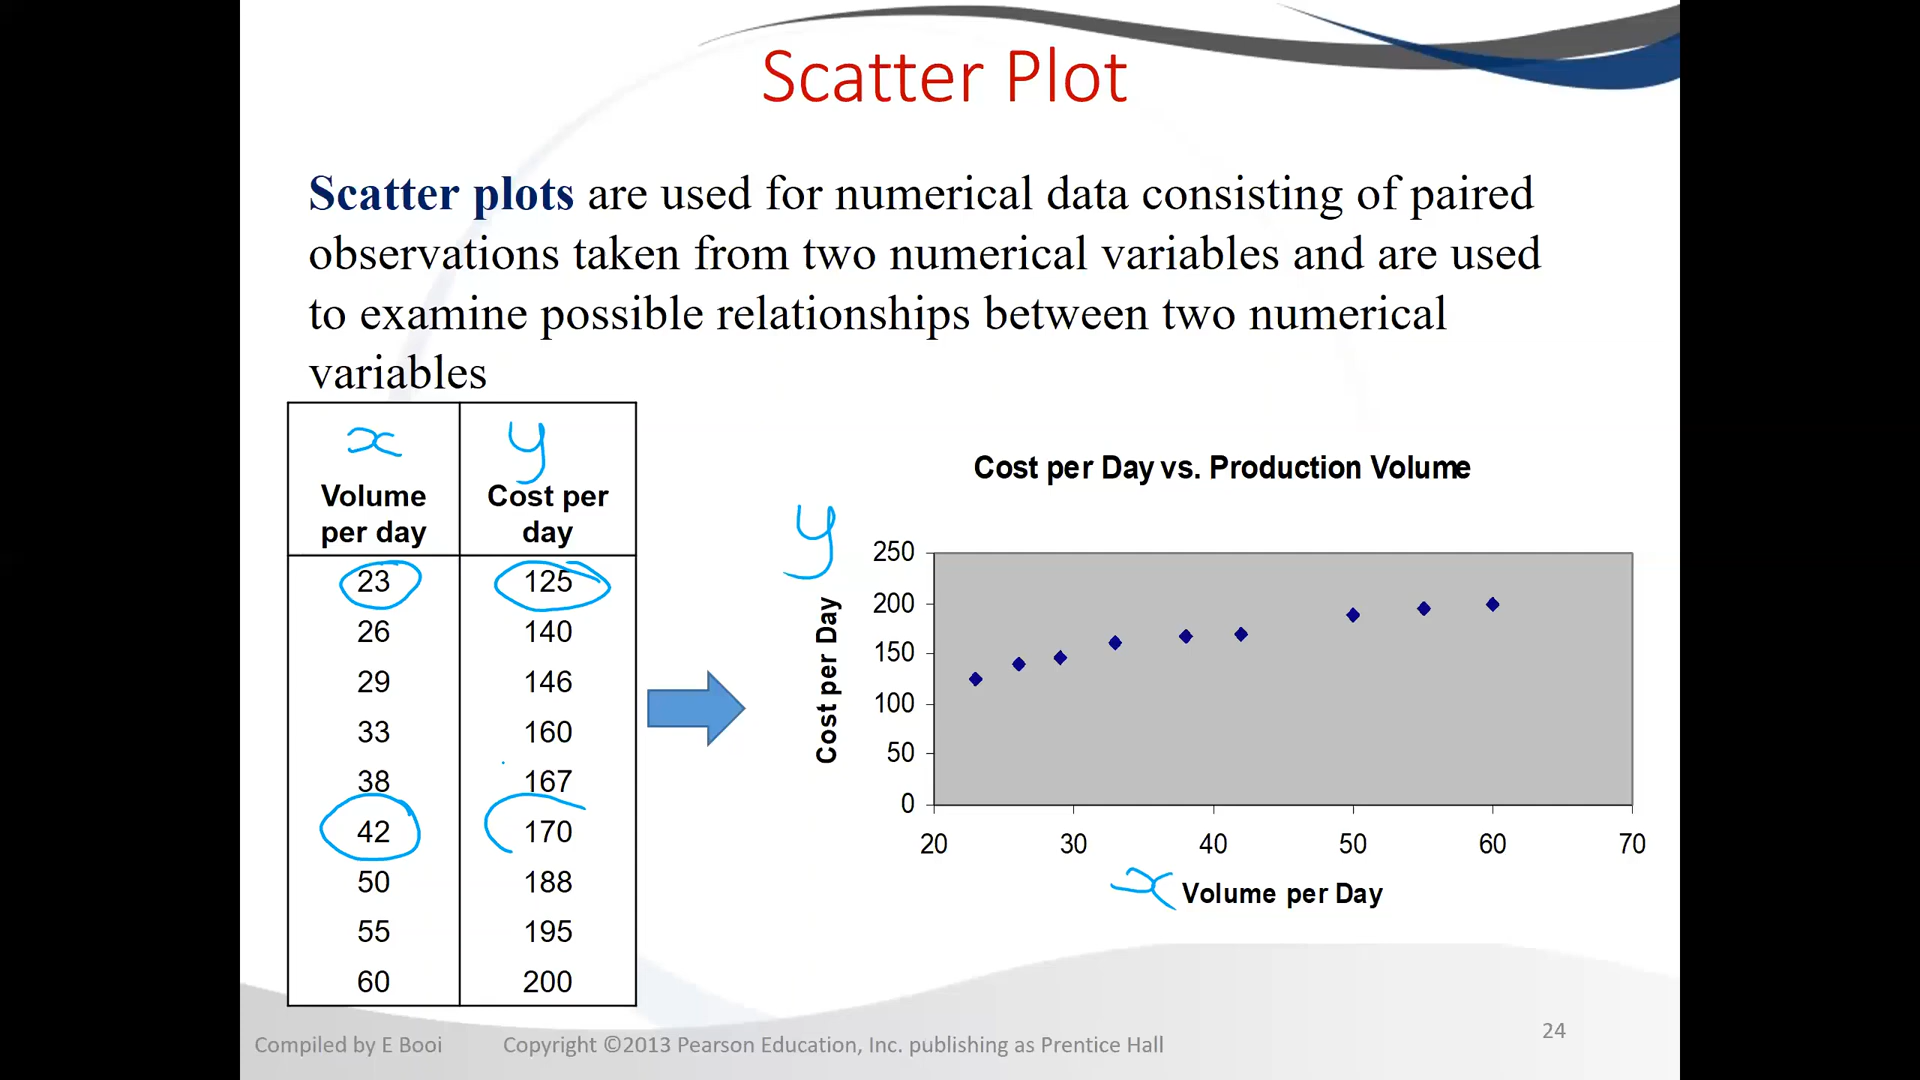 Scatter Plot
Scatter plots are used for numerical data consisting of paired
observations taken from two numerical variables and are used
to examine possible relationships between two numerical
variables
x y
Volume per day Cost per day
23 125
26 140
29 146
33 160
38 167
42 170
50 188
55 195
60 200
Cost per Day vs. Production Volume
y
Cost per Day
250
200
150
100
50
0
20 30 40 50 60 70
x Volume per Day
24
Compiled by E Booi Copyright ©2013 Pearson Education, Inc. publishing as Prentice Hall